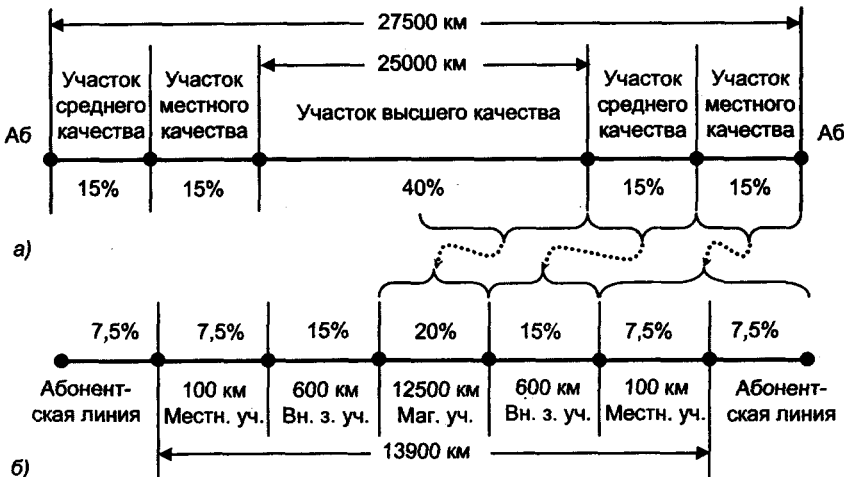 27500 км
25000 км
Участок среднего качества
Участок местного качества
Участок высшего качества
Участок среднего качества
Участок местного качества
Аб
Аб
15%
15%
40%
15%
15%
а)
7,5%
7,5%
15%
20%
15%
7,5%
7,5%
Абонент-
ская линия
100 км
Местн. уч.
600 км
Вн. з. уч.
12500 км
Маг. уч.
600 км
Вн. з. уч.
100 км
Местн. уч.
Абонент-
ская линия
13900 км
б)